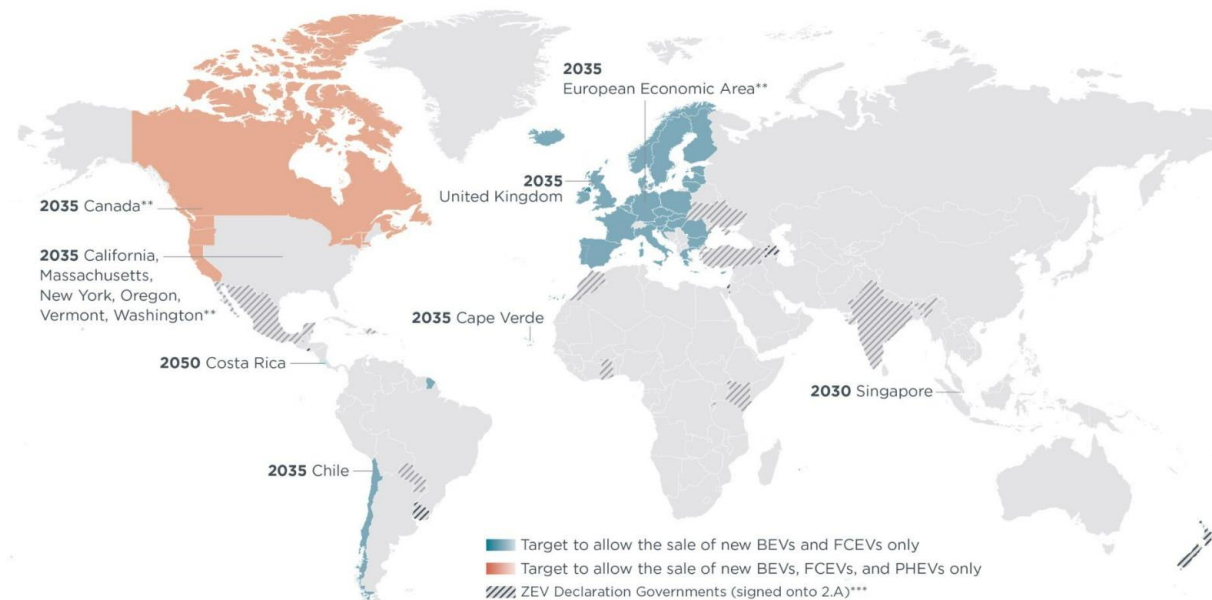 2035
European Economic Area**
2035
United Kingdom
2035 Canada**
2035 California,
Massachusetts,
New York, Oregon,
Vermont, Washington**
2035 Cape Verde
2050 Costa Rica
2030 Singapore
2035 Chile
Target to allow the sale of new BEVs and FCEVs only
Target to allow the sale of new BEVs, FCEVs, and PHEVs only
ZEV Declaration Governments (signed onto 2.A)***